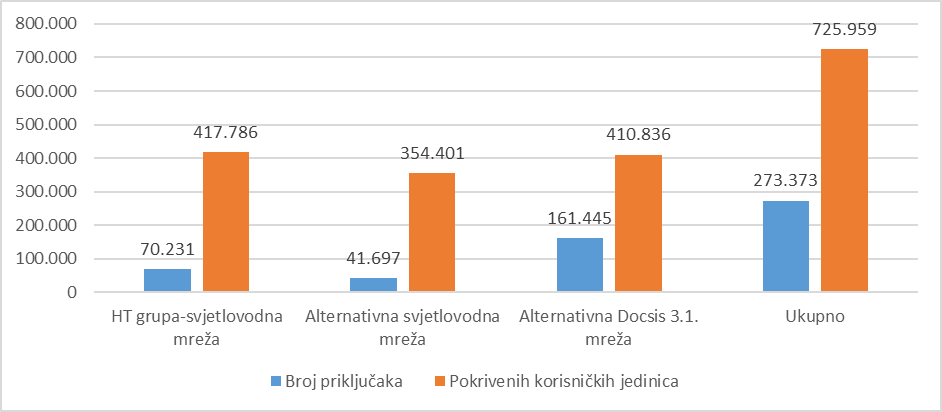 800.000
700.000
600.000
500.000
400.000
300.000
200.000
100.000
0
70.231
417.786
41.697
354.401
161.445
410.836
273.373
725.959
HT grupa-svjetlovodna
mreža
Alternativna svjetlovodna
mreža
Alternativna Docsis 3.1.
mreža
Ukupno
Broj priključaka
Pokrivenih korisničkih jedinica